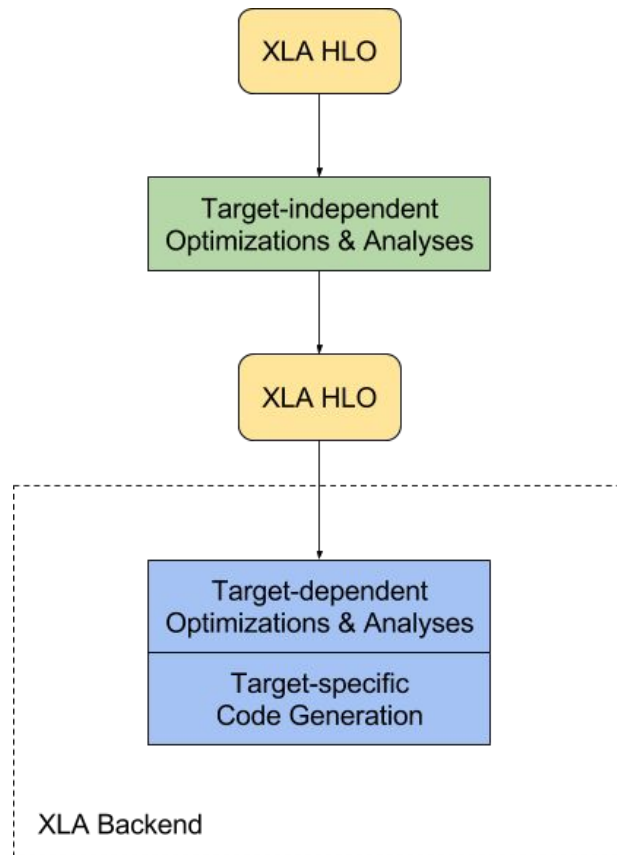 XLA HLO
Target-independent
Optimizations & Analyses
XLA HLO
Target-dependent
Optimizations & Analyses
Target-specific
Code Generation
XLA Backend